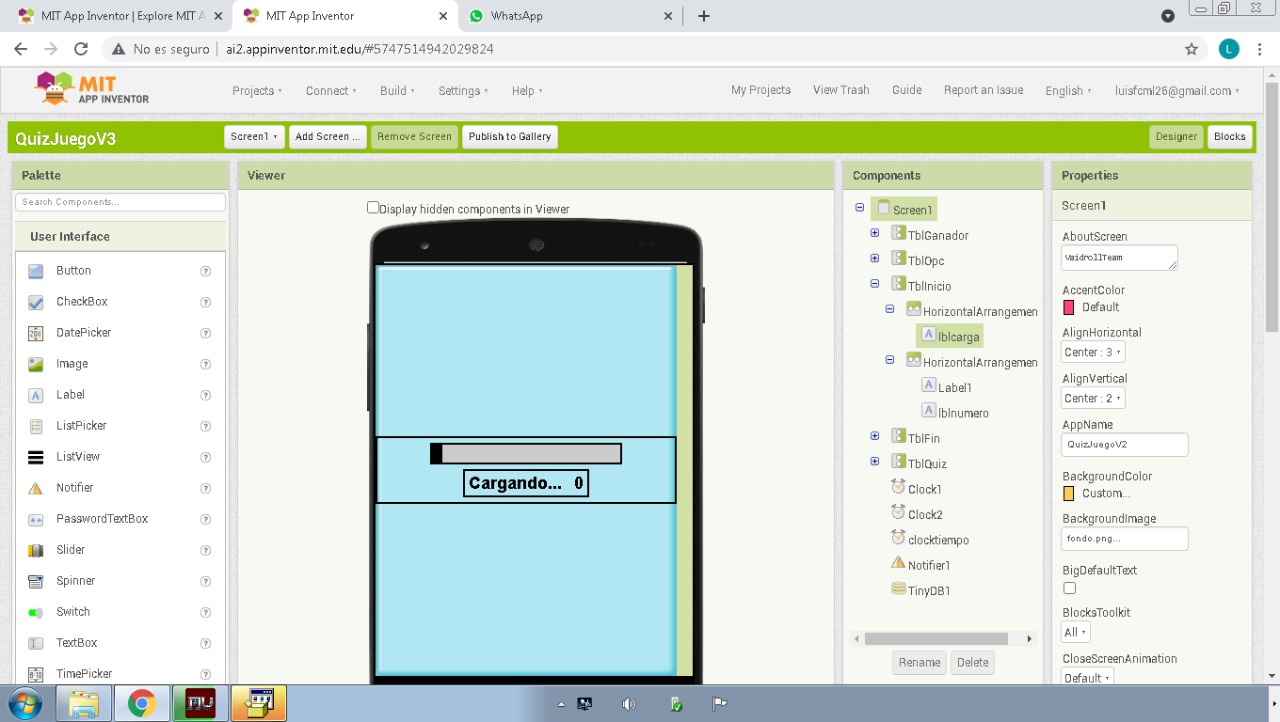 MIT App Inventor | Explore MIT A
MIT App Inventor
WhatsApp
No es seguro | ai2.appinventor.mit.edu/#5747514942029824
L
MIT
APP INVENTOR
Projects
Connect
Build
Settings
Help
My Projects
View Trash
Guide
Report an Issue
English
luisfcml26@gmail.com
QuizJuegoV3
Screen1
Add Screen ...
Remove Screen
Publish to Gallery
Designer
Blocks
Palette
Search Components...
User Interface
Button
CheckBox
DatePicker
Image
Label
ListPicker
ListView
Notifier
PasswordTextBox
Slider
Spinner
Switch
TextBox
TimePicker
Viewer
Display hidden components in Viewer
Cargando... 0
Components
Screen1
TblGanador
TblOpc
TblInicio
HorizontalArrangemen
lblcarga
HorizontalArrangemen
Label1
lblnumero
TblFin
TblQuiz
Clock1
Clock2
clocktiempo
Notifier1
TinyDB1
Rename
Delete
Properties
Screen1
AboutScreen
VaidrollTeam
AccentColor
Default
AlignHorizontal
Center : 3
AlignVertical
Center : 2
AppName
QuizJuegoV2
BackgroundColor
Custom...
BackgroundImage
fondo.png...
BigDefaultText
BlocksToolkit
All
CloseScreenAnimation
Default